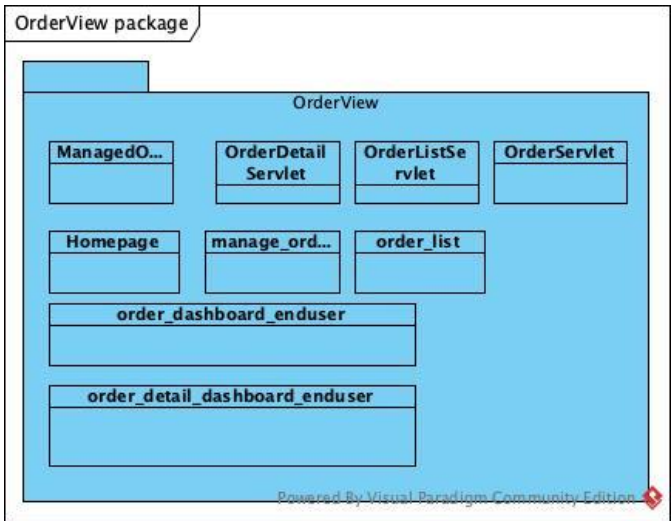 OrderView package
OrderView
ManagedO...
OrderDetail
Servlet
OrderListSe
rvlet
OrderServlet
Homepage
manage_ord...
order_list
order_dashboard_enduser
order_detail_dashboard_enduser
Powered By Visual Paradigm Community Edition